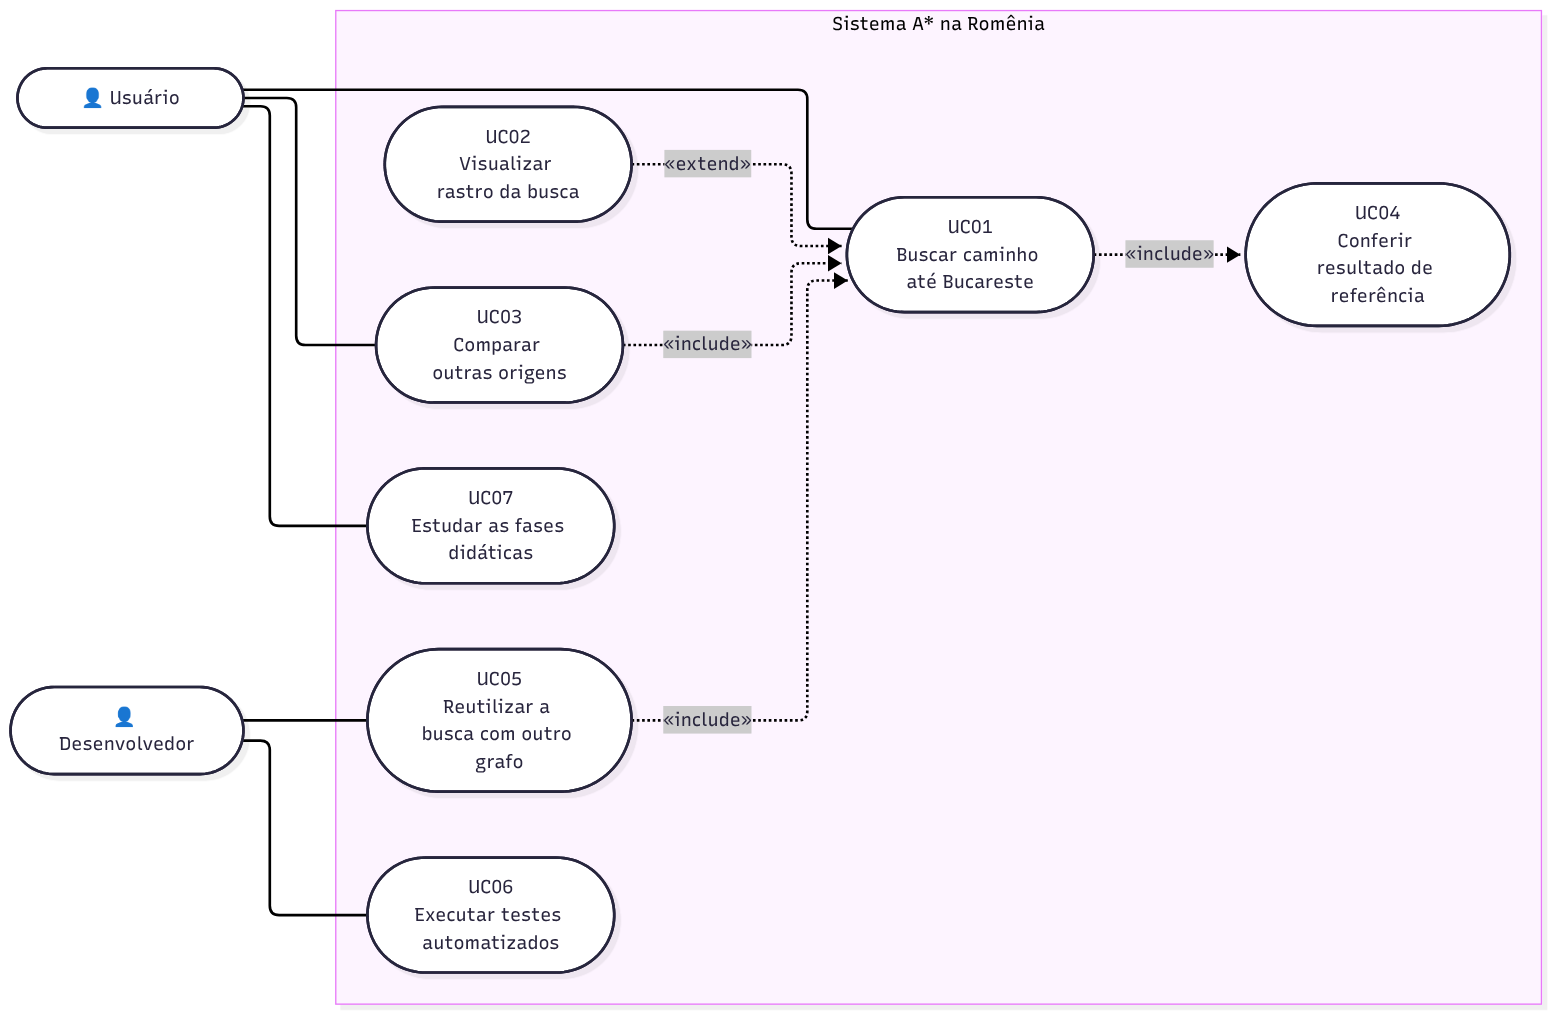 Sistema A* na Romênia
👤 Usuário
UC02
Visualizar
rastro da busca
«extend»
UC01
Buscar caminho
até Bucareste
«include»
UC04
Conferir
resultado de
referência
UC03
Comparar
outras origens
«include»
UC07
Estudar as fases
didáticas
👤
Desenvolvedor
UC05
Reutilizar a
busca com outro
grafo
«include»
UC06
Executar testes
automatizados